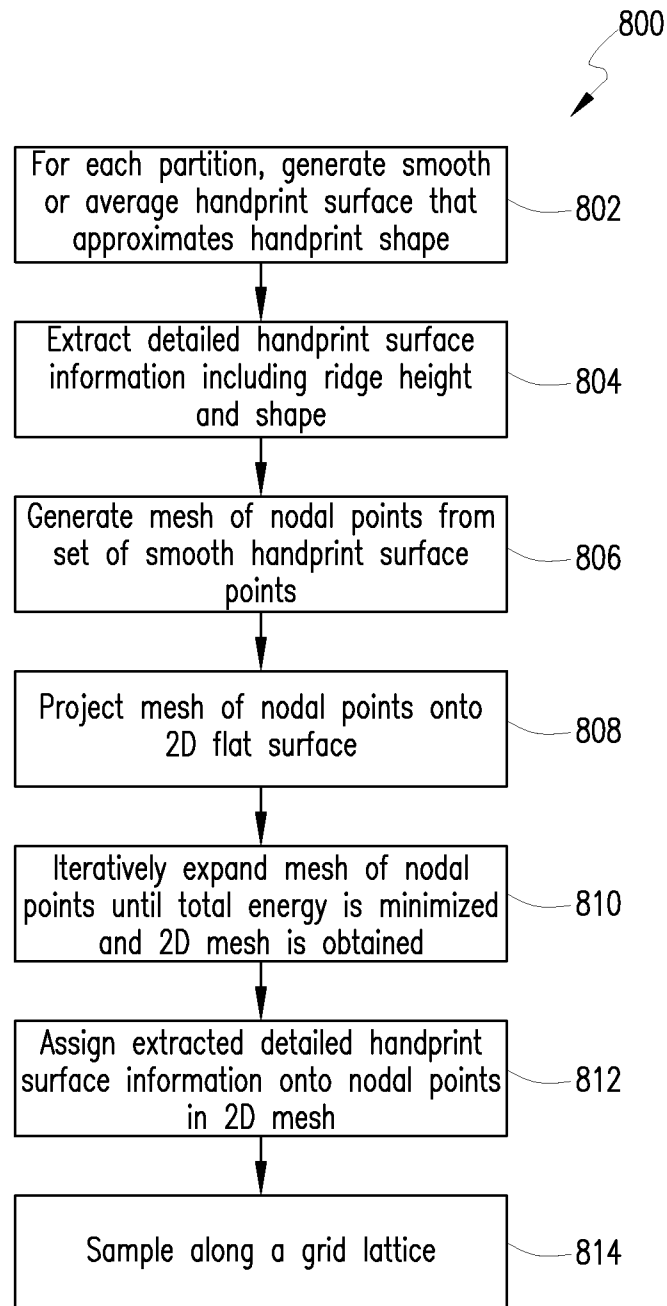 800
For each partition, generate smooth
or average handprint surface that
approximates handprint shape
802
Extract detailed handprint surface
information including ridge height
and shape
804
Generate mesh of nodal points from
set of smooth handprint surface
points
806
Project mesh of nodal points onto
2D flat surface
808
Iteratively expand mesh of nodal
points until total energy is minimized
and 2D mesh is obtained
810
Assign extracted detailed handprint
surface information onto nodal points
in 2D mesh
812
Sample along a grid lattice
814